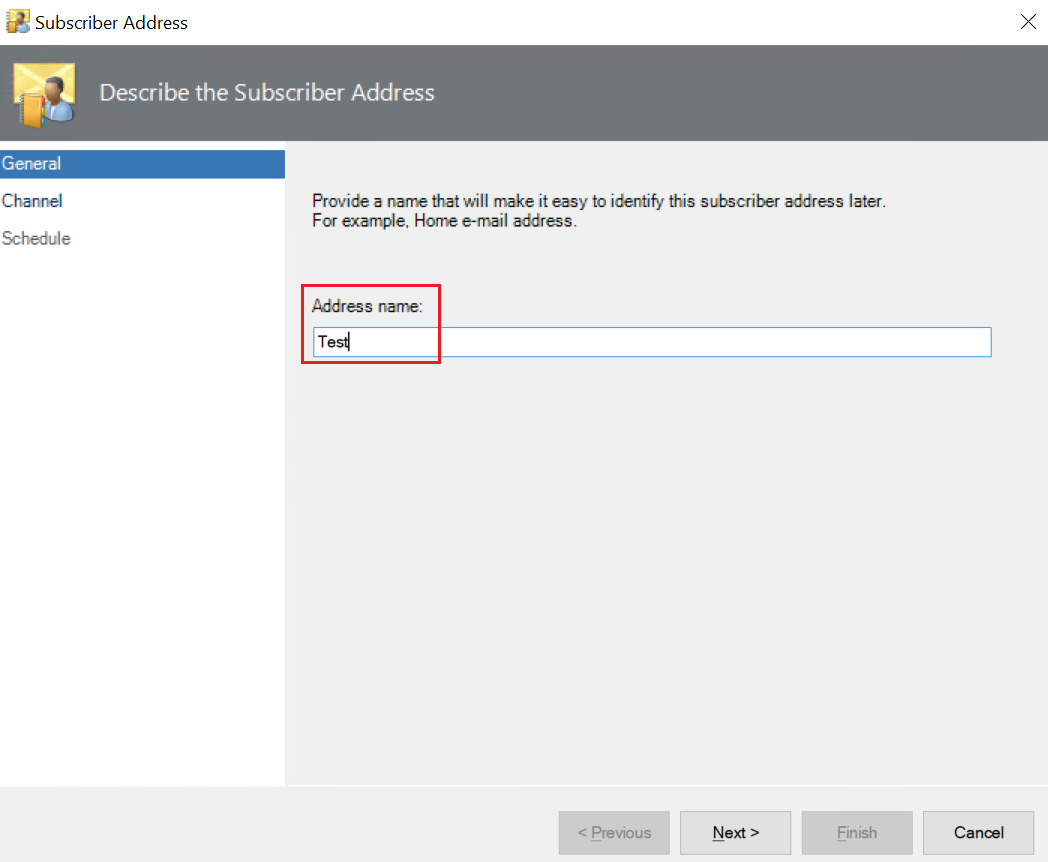 Subscriber Address
Describe the Subscriber Address
General
Channel
Schedule
Provide a name that will make it easy to identify this subscriber address later.
For example, Home e-mail address.
Address name:
Test
< Previous
Next >
Finish
Cancel